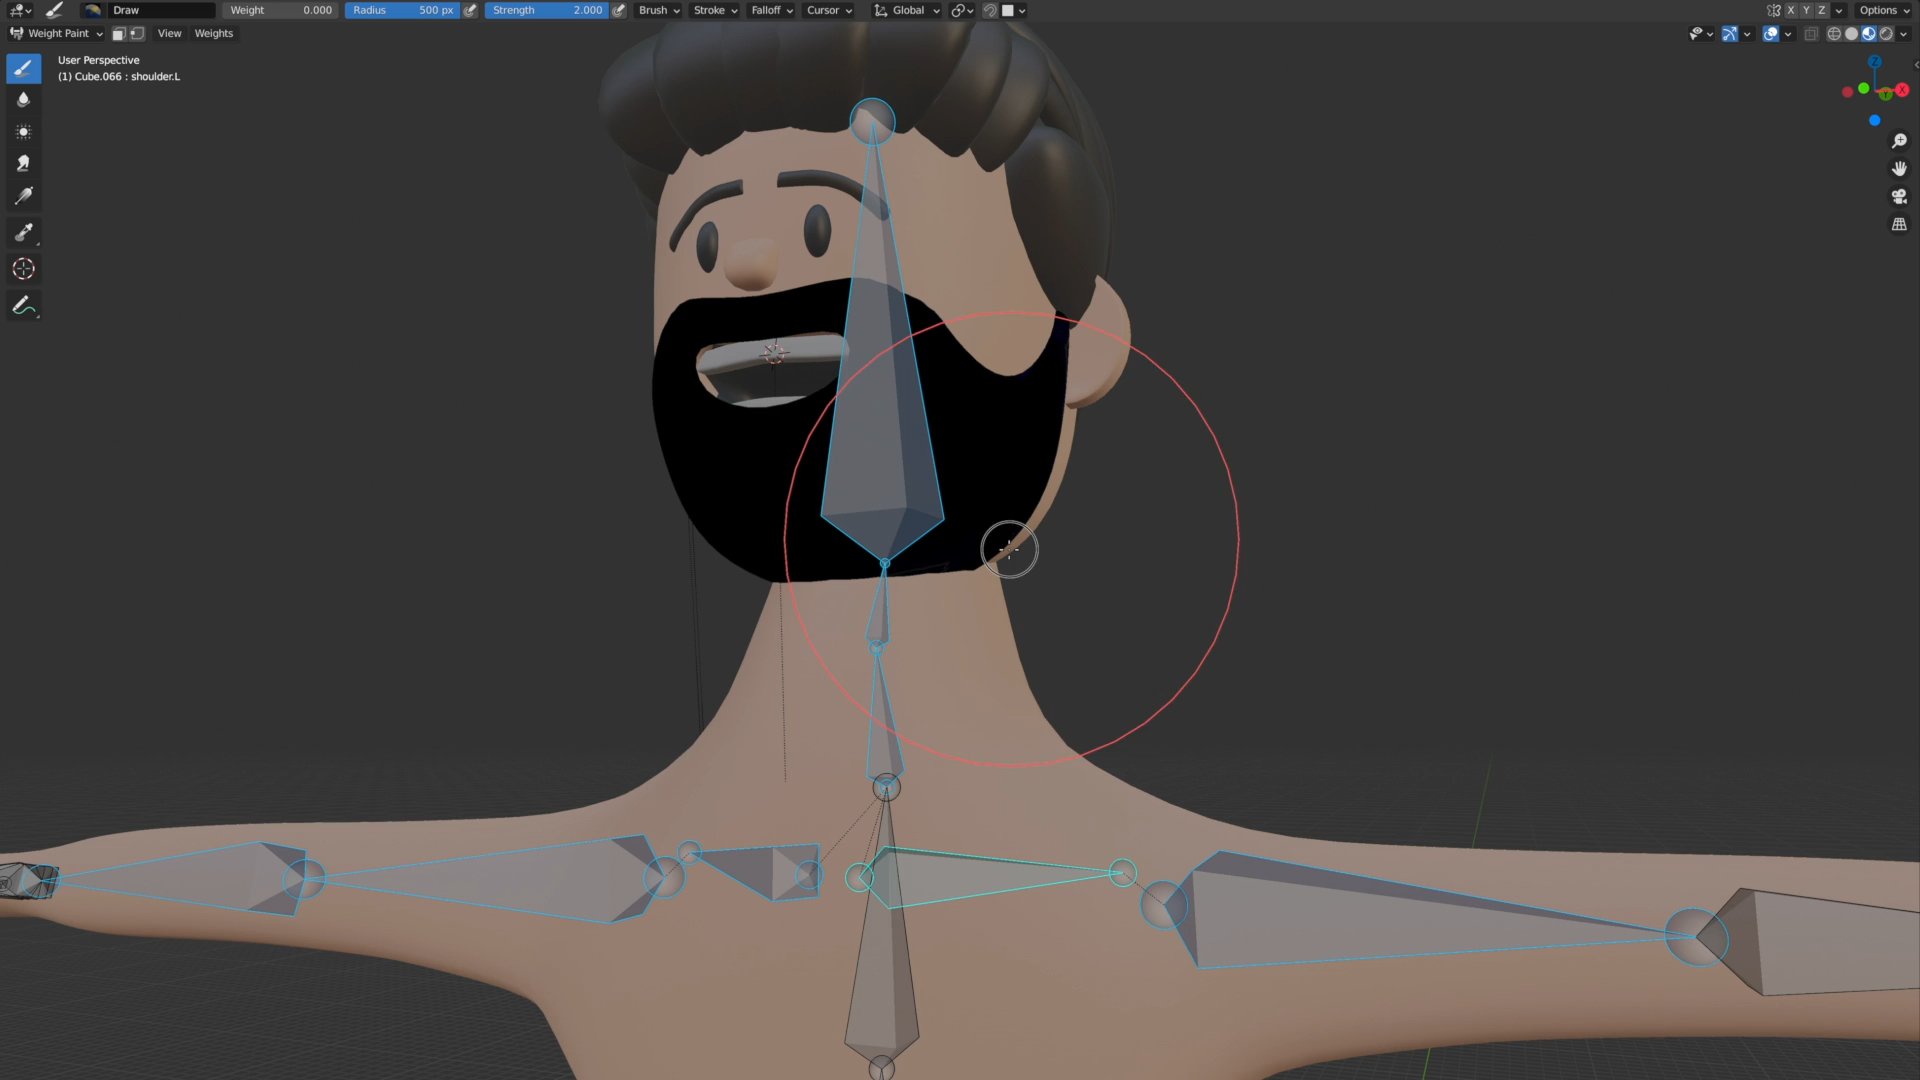 Draw Weight 0.000 Radius 500 px Strength 2.000 Brush Stroke Falloff Cursor Global X Y Z Options
Weight Paint View Weights
User Perspective
(1) Cube.066 : shoulder.L
Z
X
Y